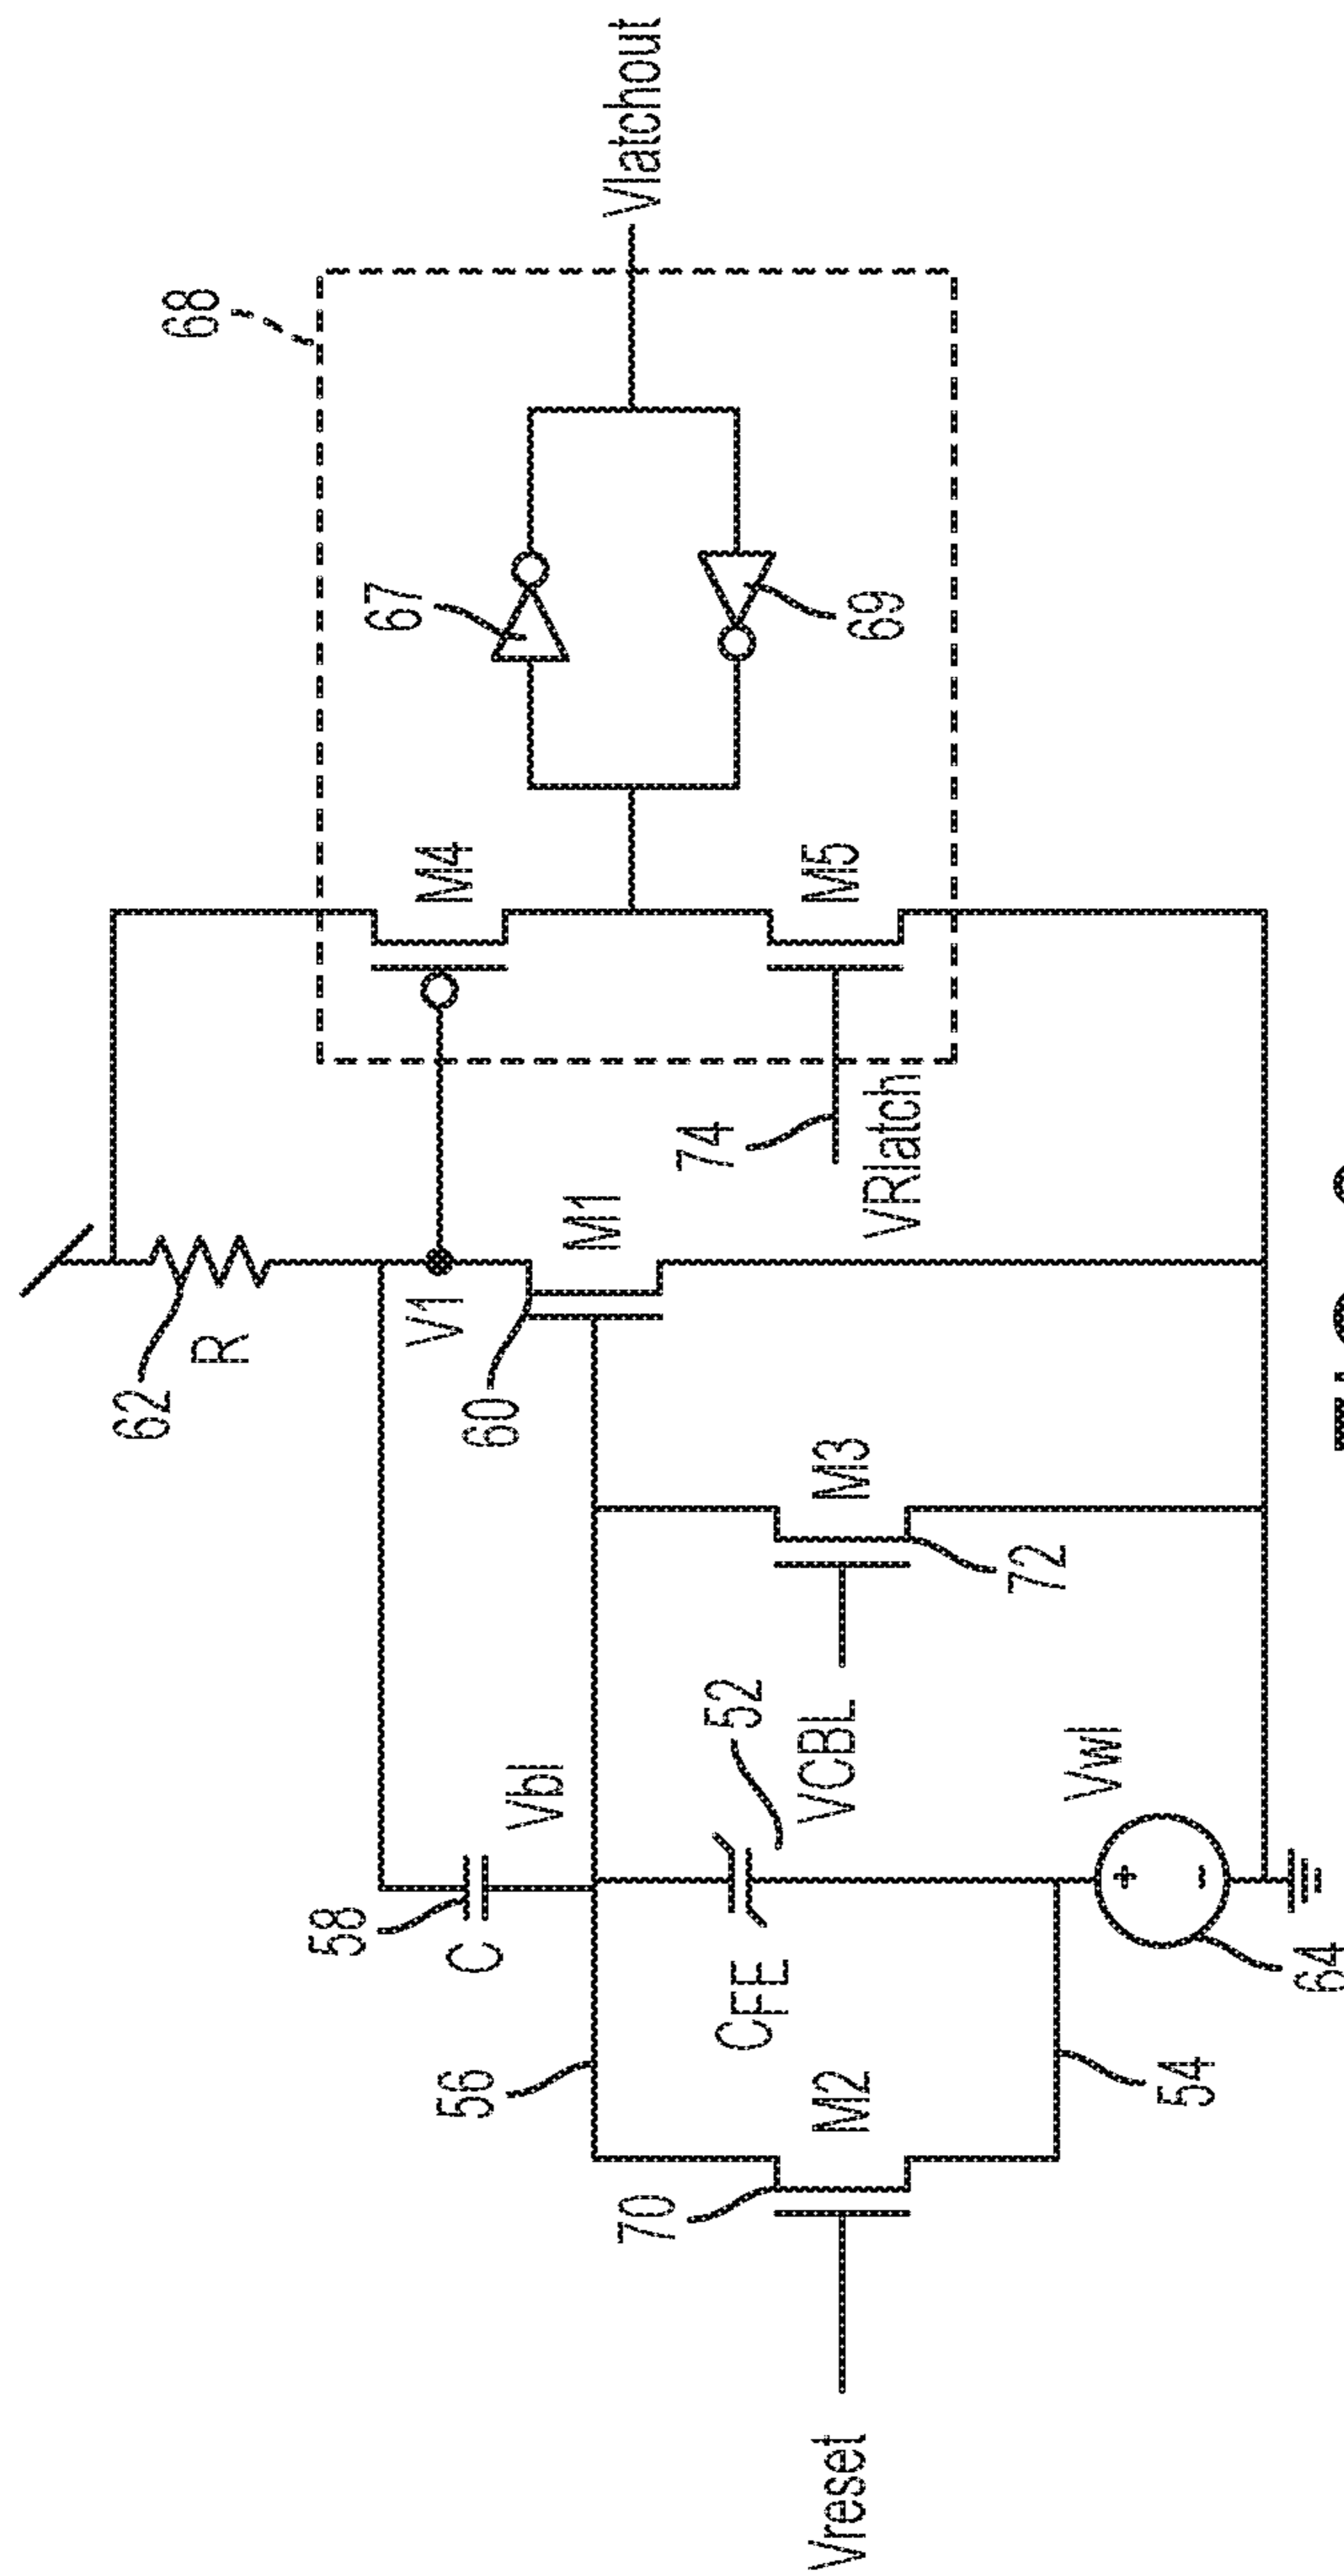 62
R
68
58
C
V1
M4
67
60
M1
56
Vbl
74
VRlatch
M5
69
Vlatchout
70
M2
CFE
52
VCBL
M3
72
Vreset
54
Vwl
64